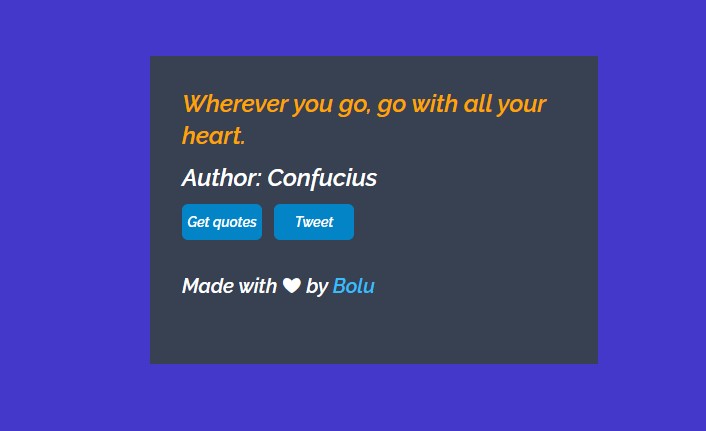 Wherever you go, go with all your
heart.
Author: Confucius
Get quotes Tweet
Made with ♥ by Bolu